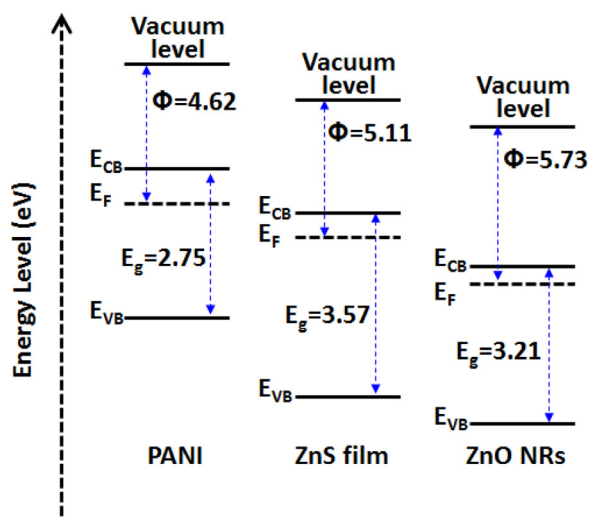 Energy Level (eV)
Vacuum
level
Φ=4.62
E_CB
E_F
E_g=2.75
E_VB
PANI
Vacuum
level
Φ=5.11
E_CB
E_F
E_g=3.57
E_VB
ZnS film
Vacuum
level
Φ=5.73
E_CB
E_F
E_g=3.21
E_VB
ZnO NRs